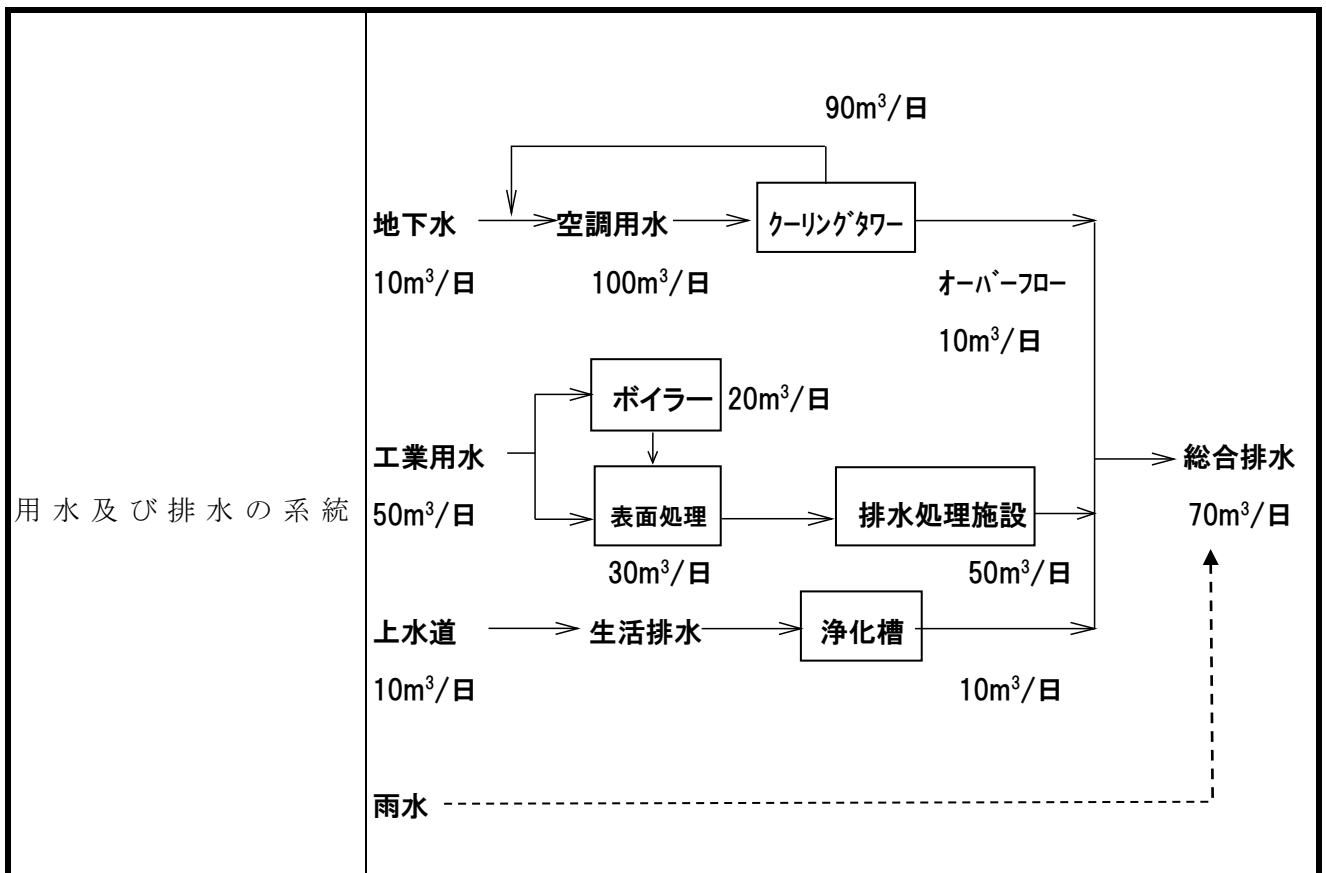 用水及び排水の系統
90m³/日
地下水
空調用水
ｸｰﾘﾝｸﾞﾀﾜｰ
10m³/日
100m³/日
ｵｰﾊﾞｰﾌﾛｰ
10m³/日
ボイラー
20m³/日
工業用水
50m³/日
表面処理
30m³/日
排水処理施設
50m³/日
総合排水
70m³/日
上水道
10m³/日
生活排水
浄化槽
10m³/日
雨水